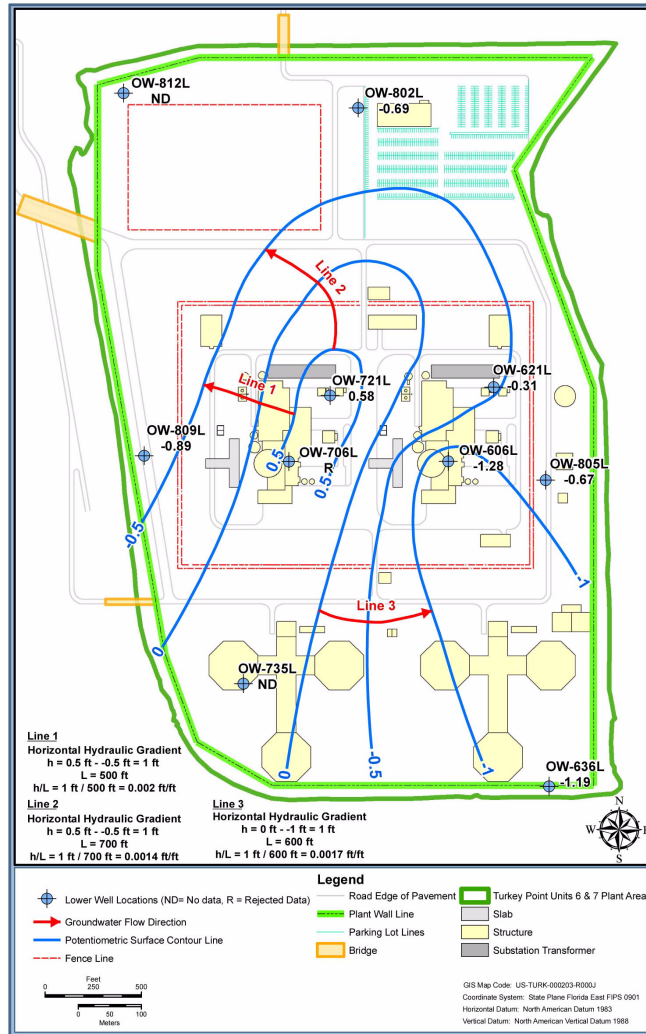 OW-812L
ND
OW-802L
-0.69
Line 2
Line 1
OW-721L
0.58
OW-621L
-0.31
OW-809L
-0.89
OW-706L
R
OW-606L
-1.28
OW-805L
-0.67
0.5
0.5
-0.5
-1
0
Line 3
OW-735L
ND
0
-0.5
-1
OW-636L
-1.19
Line 1
Horizontal Hydraulic Gradient
h = 0.5 ft - -0.5 ft = 1 ft
L = 500 ft
h/L = 1 ft / 500 ft = 0.002 ft/ft
Line 2
Horizontal Hydraulic Gradient
h = 0.5 ft - -0.5 ft = 1 ft
L = 700 ft
h/L = 1 ft / 700 ft = 0.0014 ft/ft
Line 3
Horizontal Hydraulic Gradient
h = 0 ft - -1 ft = 1 ft
L = 600 ft
h/L = 1 ft / 600 ft = 0.0017 ft/ft
N
W
E
S
Legend
Lower Well Locations (ND= No data, R = Rejected Data)
Groundwater Flow Direction
Potentiometric Surface Contour Line
Fence Line
Road Edge of Pavement
Plant Wall Line
Parking Lot Lines
Bridge
Turkey Point Units 6 & 7 Plant Area
Slab
Structure
Substation Transformer
Feet
0 100 200 300 400 500
0 50 100
Meters
GIS Map Code: US-TURK-000203-R000J
Coordinate System: State Plane Florida East FIPS 0901
Horizontal Datum: North American Datum 1983
Vertical Datum: North American Vertical Datum 1988